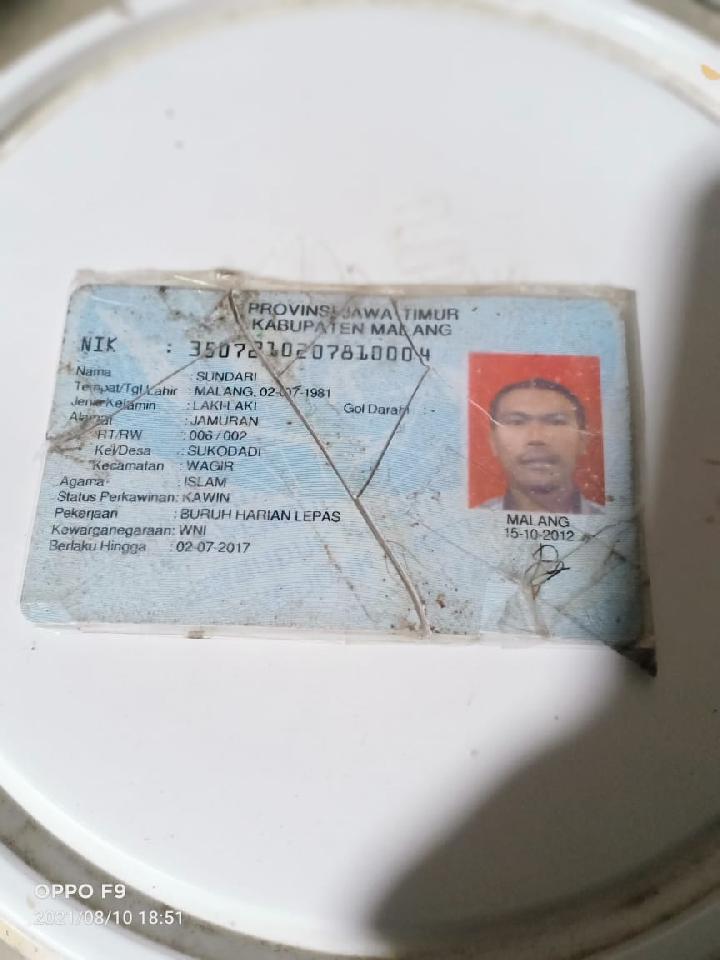 PROVINSI JAWA TIMUR
KABUPATEN MALANG
NIK : 3507210207810004
Nama : SUNDARI
Tempat/Tgl Lahir : MALANG, 02-07-1981
Jenis Kelamin : LAKI-LAKI Gol Darah
Alamat : JAMURAN
RT/RW : 006 / 002
Kel/Desa : SUKODADI
Kecamatan : WAGIR
Agama : ISLAM
Status Perkawinan: KAWIN
Pekerjaan : BURUH HARIAN LEPAS
Kewarganegaraan: WNI
Berlaku Hingga : 02-07-2017
MALANG
15-10-2012
OPPO F9
2021/08/10 18:51